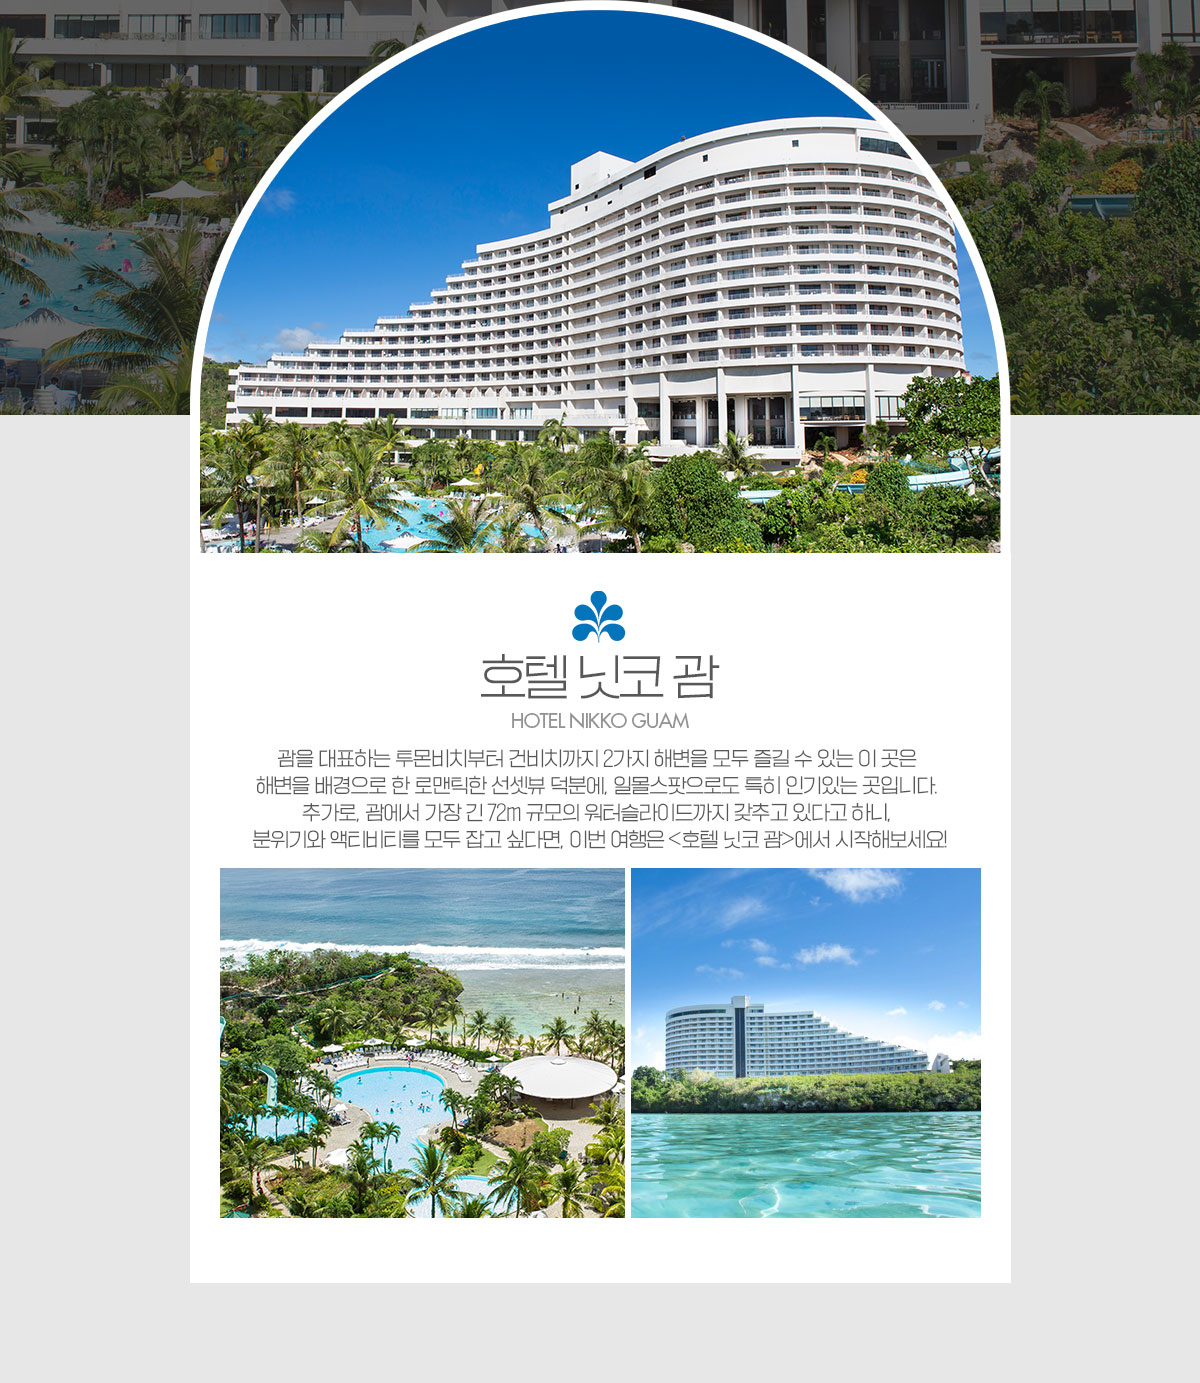 호텔 닛코 괌
HOTEL NIKKO GUAM
괌을 대표하는 투몬비치부터 건비치까지 2가지 해변을 모두 즐길 수 있는 이 곳은
해변을 배경으로 한 로맨틱한 선셋뷰 덕분에, 일몰스팟으로도 특히 인기있는 곳입니다.
추가로, 괌에서 가장 긴 72m 규모의 워터슬라이드까지 갖추고 있다고 하니,
분위기와 액티비티를 모두 잡고 싶다면, 이번 여행은 <호텔 닛코 괌>에서 시작해보세요!